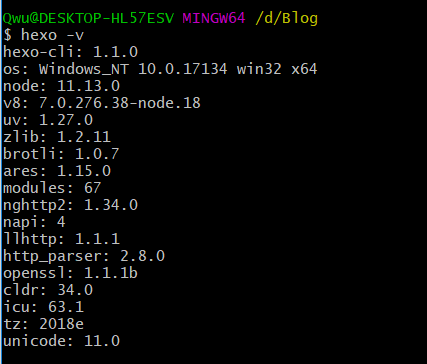 Qwu@DESKTOP-HL57ESV MINGW64 /d/Blog
$ hexo -v
hexo-cli: 1.1.0
os: Windows_NT 10.0.17134 win32 x64
node: 11.13.0
v8: 7.0.276.38-node.18
uv: 1.27.0
zlib: 1.2.11
brotli: 1.0.7
ares: 1.15.0
modules: 67
nghttp2: 1.34.0
napi: 4
llhttp: 1.1.1
http_parser: 2.8.0
openssl: 1.1.1b
cldr: 34.0
icu: 63.1
tz: 2018e
unicode: 11.0